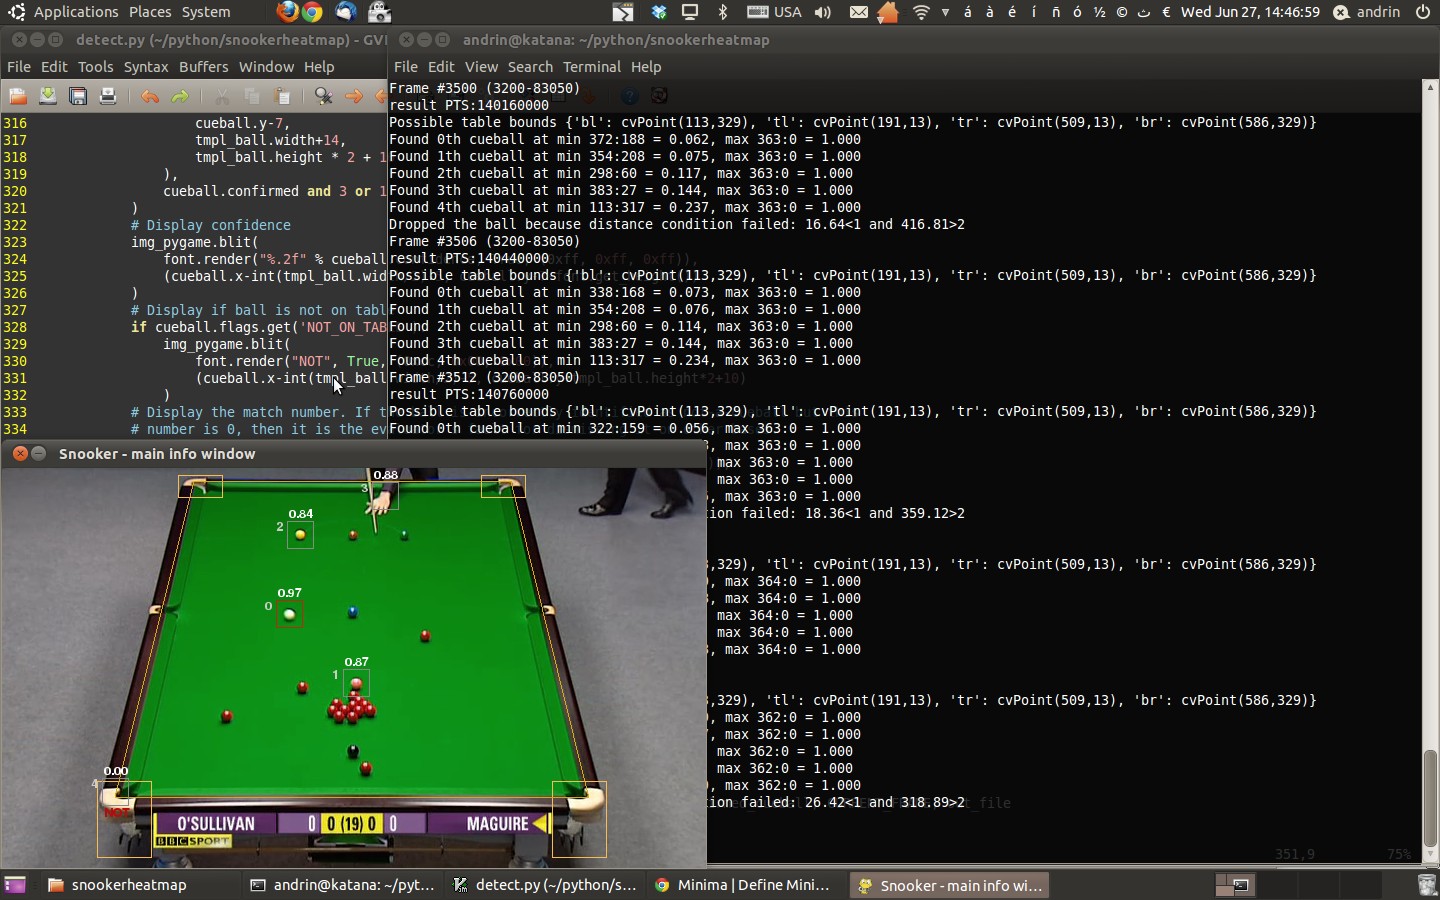 Applications Places System USA á à é í ñ ó ½ © ث € Wed Jun 27, 14:46:59 andrin
detect.py (~/python/snookerheatmap) - GVI
File Edit Tools Syntax Buffers Window Help
316 cueball.y-7,
317 tmpl_ball.width+14,
318 tmpl_ball.height * 2 + 1
319 ),
320 cueball.confirmed and 3 or 1
321 )
322 # Display confidence
323 img_pygame.blit(
324 font.render("%.2f" % cueball
325 (cueball.x-int(tmpl_ball.wid
326 )
327 # Display if ball is not on tabl
328 if cueball.flags.get('NOT_ON_TAB
329 img_pygame.blit(
330 font.render("NOT", True,
331 (cueball.x-int(tmpl_ball
332 )
333 # Display the match number. If t
334 # number is 0, then it is the ev
andrin@katana: ~/python/snookerheatmap
File Edit View Search Terminal Help
Frame #3500 (3200-83050)
result PTS:140160000
Possible table bounds {'bl': cvPoint(113,329), 'tl': cvPoint(191,13), 'tr': cvPoint(509,13), 'br': cvPoint(586,329)}
Found 0th cueball at min 372:188 = 0.062, max 363:0 = 1.000
Found 1th cueball at min 354:208 = 0.075, max 363:0 = 1.000
Found 2th cueball at min 298:60 = 0.117, max 363:0 = 1.000
Found 3th cueball at min 383:27 = 0.144, max 363:0 = 1.000
Found 4th cueball at min 113:317 = 0.237, max 363:0 = 1.000
Dropped the ball because distance condition failed: 16.64<1 and 416.81>2
Frame #3506 (3200-83050)
result PTS:140440000
Possible table bounds {'bl': cvPoint(113,329), 'tl': cvPoint(191,13), 'tr': cvPoint(509,13), 'br': cvPoint(586,329)}
Found 0th cueball at min 338:168 = 0.073, max 363:0 = 1.000
Found 1th cueball at min 354:208 = 0.076, max 363:0 = 1.000
Found 2th cueball at min 298:60 = 0.114, max 363:0 = 1.000
Found 3th cueball at min 383:27 = 0.144, max 363:0 = 1.000
Found 4th cueball at min 113:317 = 0.234, max 363:0 = 1.000
Frame #3512 (3200-83050)
result PTS:140760000
Possible table bounds {'bl': cvPoint(113,329), 'tl': cvPoint(191,13), 'tr': cvPoint(509,13), 'br': cvPoint(586,329)}
Found 0th cueball at min 322:159 = 0.056, max 363:0 = 1.000
, max 363:0 = 1.000
max 363:0 = 1.000
max 363:0 = 1.000
, max 363:0 = 1.000
ion failed: 18.36<1 and 359.12>2
,329), 'tl': cvPoint(191,13), 'tr': cvPoint(509,13), 'br': cvPoint(586,329)}
, max 364:0 = 1.000
, max 364:0 = 1.000
max 364:0 = 1.000
max 364:0 = 1.000
, max 364:0 = 1.000
,329), 'tl': cvPoint(191,13), 'tr': cvPoint(509,13), 'br': cvPoint(586,329)}
, max 362:0 = 1.000
, max 362:0 = 1.000
max 362:0 = 1.000
max 362:0 = 1.000
, max 362:0 = 1.000
tion failed: 26.42<1 and 318.89>2
351,9 75%
Snooker - main info window
0.88
3
0.84
2
0.97
0
0.87
1
0.00
4
NOT
O'SULLIVAN 0 0 (19) 0 0 MAGUIRE
BBC SPORT
snookerheatmap andrin@katana: ~/pyt... detect.py (~/python/s... Minima | Define Mini... Snooker - main info wi...